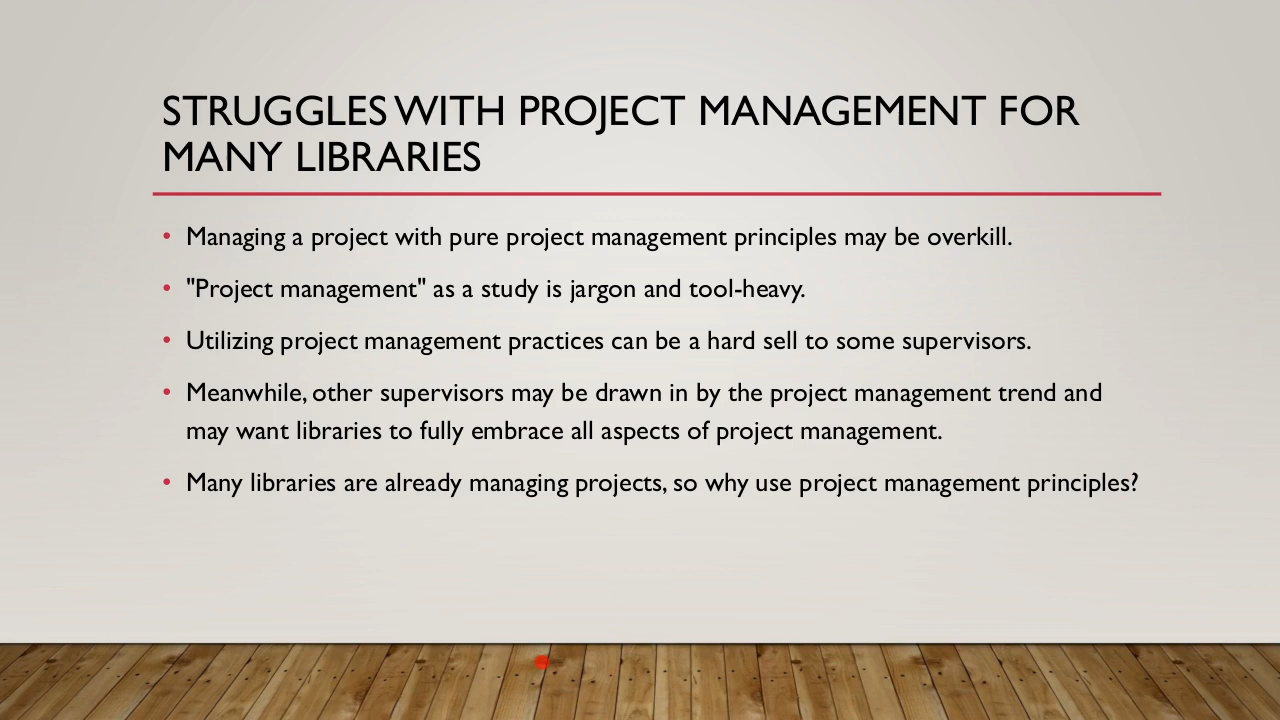 STRUGGLES WITH PROJECT MANAGEMENT FOR
MANY LIBRARIES
• Managing a project with pure project management principles may be overkill.
• "Project management" as a study is jargon and tool-heavy.
• Utilizing project management practices can be a hard sell to some supervisors.
• Meanwhile, other supervisors may be drawn in by the project management trend and
may want libraries to fully embrace all aspects of project management.
• Many libraries are already managing projects, so why use project management principles?